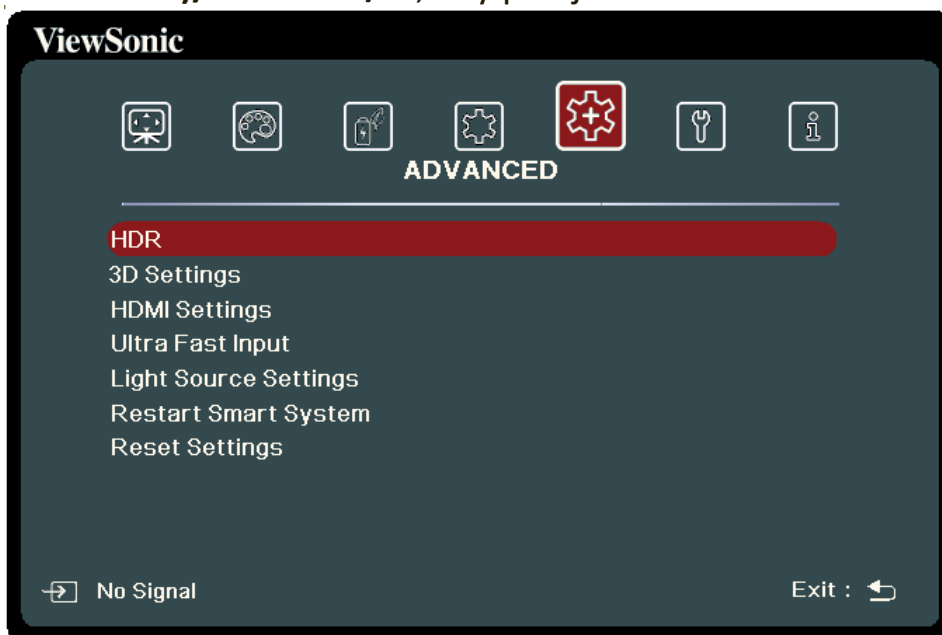 ViewSonic
ADVANCED
HDR
3D Settings
HDMI Settings
Ultra Fast Input
Light Source Settings
Restart Smart System
Reset Settings
No Signal
Exit :